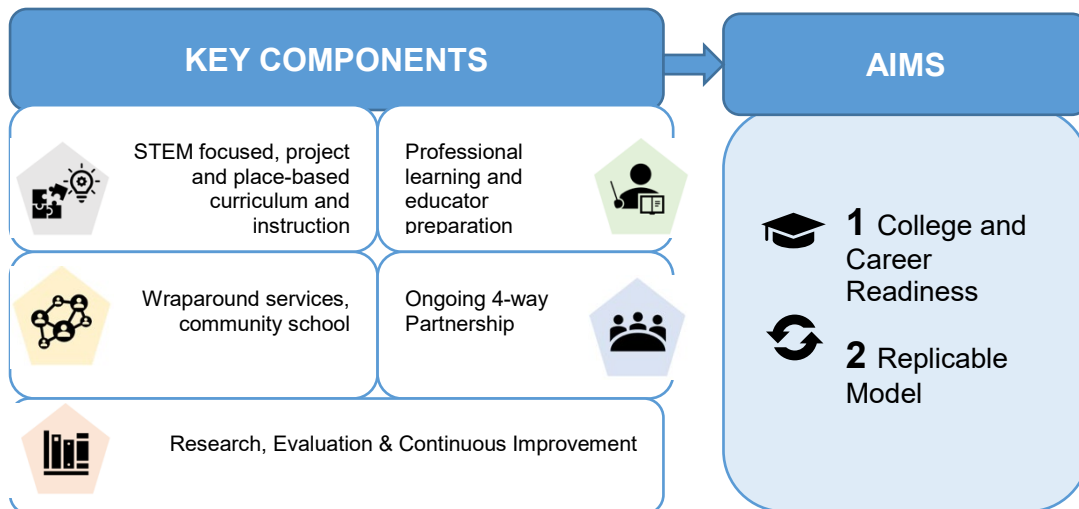 KEY COMPONENTS
AIMS
STEM focused, project
and place-based
curriculum and
instruction
Professional
learning and
educator
preparation
Wraparound services,
community school
Ongoing 4-way
Partnership
Research, Evaluation & Continuous Improvement
1 College and
Career
Readiness
2 Replicable
Model